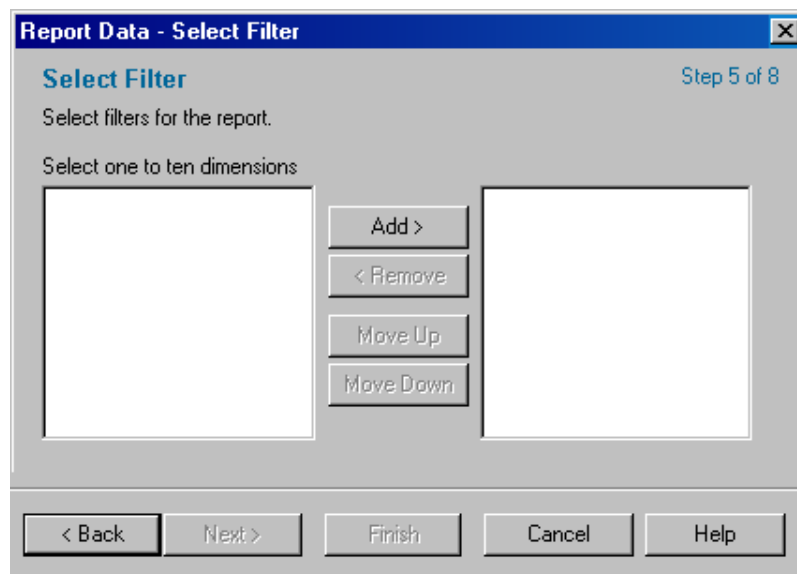 Report Data - Select Filter
Select Filter
Step 5 of 8
Select filters for the report.
Select one to ten dimensions
Add >
< Remove
Move Up
Move Down
< Back
Next >
Finish
Cancel
Help